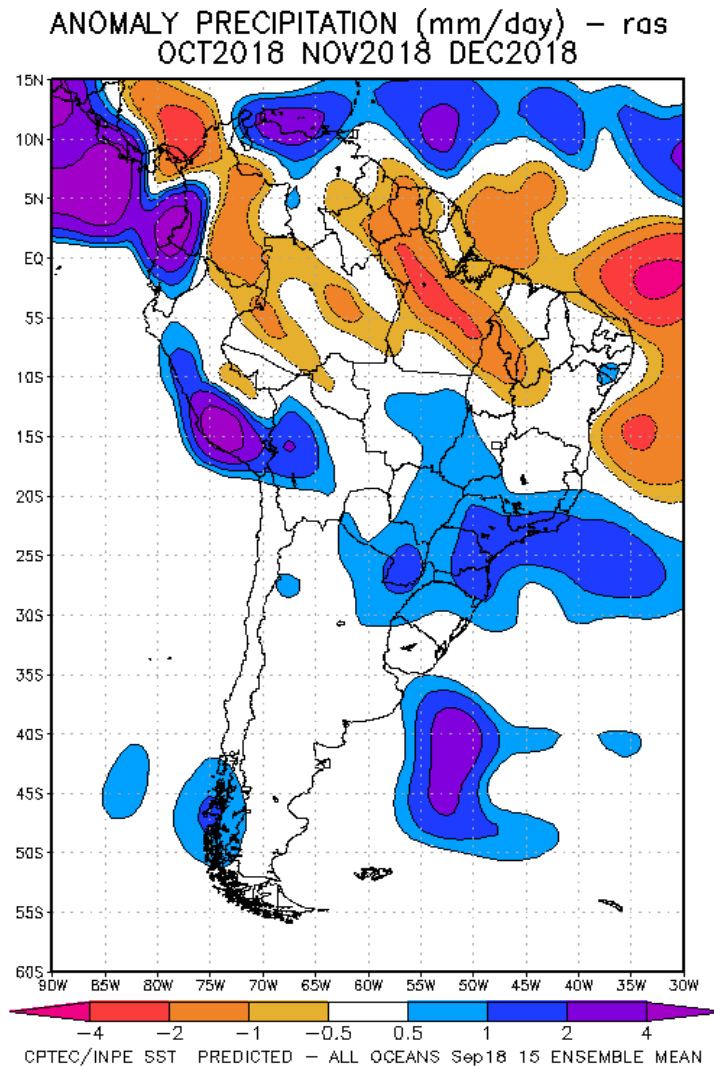 ANOMALY PRECIPITATION (mm/day) – ras
OCT2018 NOV2018 DEC2018
15N
10N
5N
EQ
5S
10S
15S
20S
25S
30S
35S
40S
45S
50S
55S
60S
90W 85W 80W 75W 70W 65W 60W 55W 50W 45W 40W 35W 30W
−4 −2 −1 −0.5 0.5 1 2 4
CPTEC/INPE SST PREDICTED – ALL OCEANS Sep18 15 ENSEMBLE MEAN